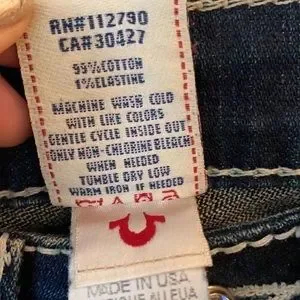 RN#112790
CA#30427
99%COTTON
1%ELASTINE
MACHINE WASH COLD
WITH LIKE COLORS
GENTLE CYCLE INSIDE OUT
ONLY NON-CHLORINE BLEACH
WHEN NEEDED
TUMBLE DRY LOW
WARM IRON IF NEEDED
MADE IN USA